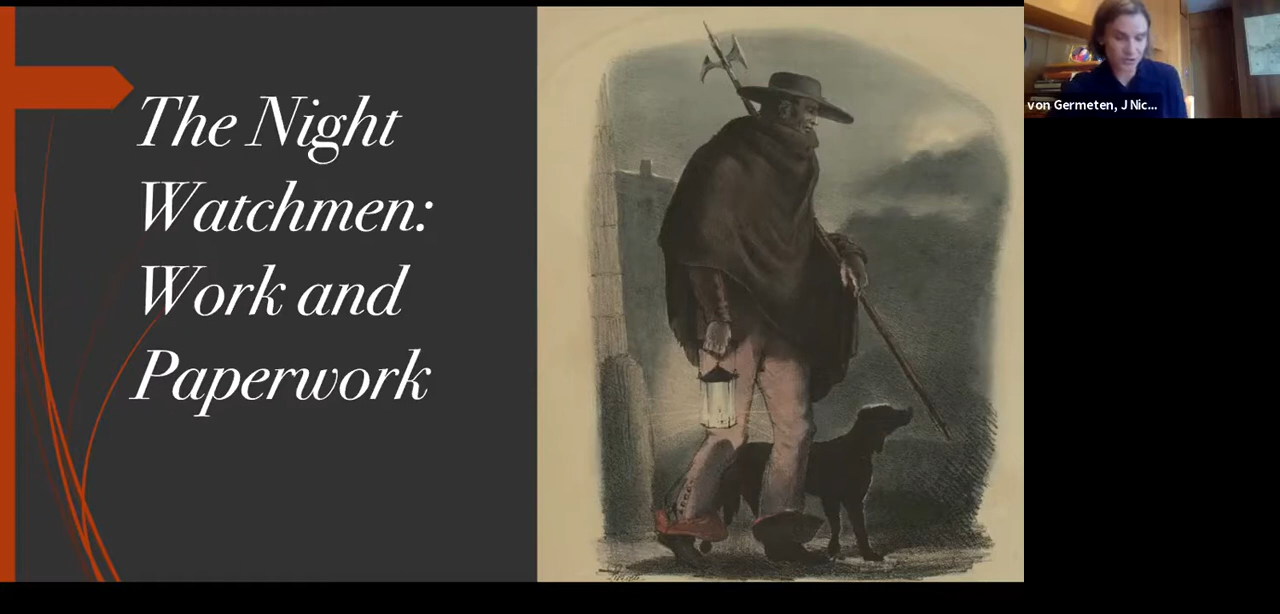 The Night
Watchmen:
Work and
Paperwork
von Germeten, J Nic...